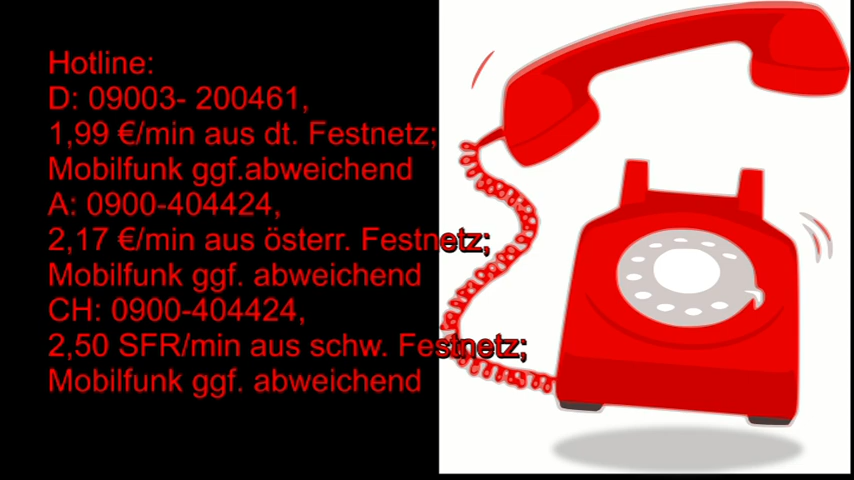 Hotline:
D: 09003- 200461,
1,99 €/min aus dt. Festnetz;
Mobilfunk ggf.abweichend
A: 0900-404424,
2,17 €/min aus österr. Festnetz;
Mobilfunk ggf. abweichend
CH: 0900-404424,
2,50 SFR/min aus schw. Festnetz;
Mobilfunk ggf. abweichend